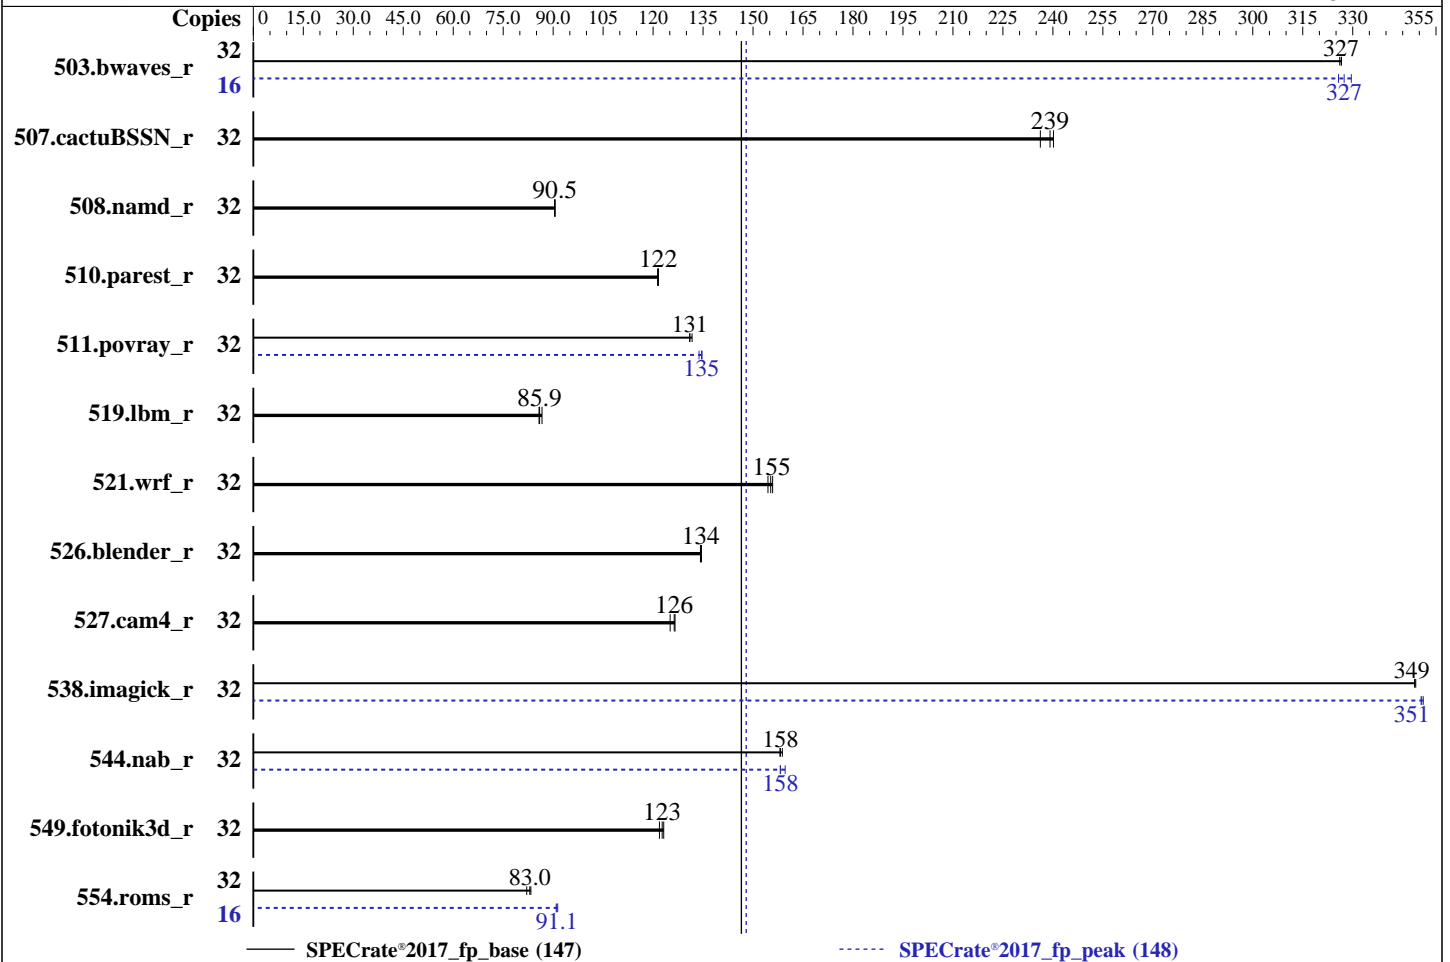 Copies 0 15.0 30.0 45.0 60.0 75.0 90.0 105 120 135 150 165 180 195 210 225 240 255 270 285 300 315 330 355
503.bwaves_r 32 327
16 327
507.cactuBSSN_r 32 239
508.namd_r 32 90.5
510.parest_r 32 122
511.povray_r 32 131
135
519.lbm_r 32 85.9
521.wrf_r 32 155
526.blender_r 32 134
527.cam4_r 32 126
538.imagick_r 32 349
351
544.nab_r 32 158
158
549.fotonik3d_r 32 123
554.roms_r 32 83.0
16 91.1
SPECrate®2017_fp_base (147) SPECrate®2017_fp_peak (148)